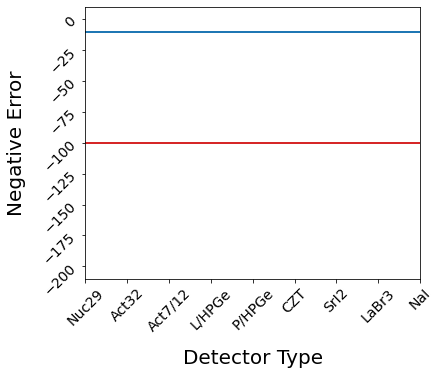 Negative Error
0
−25
−50
−75
−100
−125
−150
−175
−200
Nuc29
Act32
Act7/12
L/HPGe
P/HPGe
CZT
SrI2
LaBr3
NaI
Detector Type